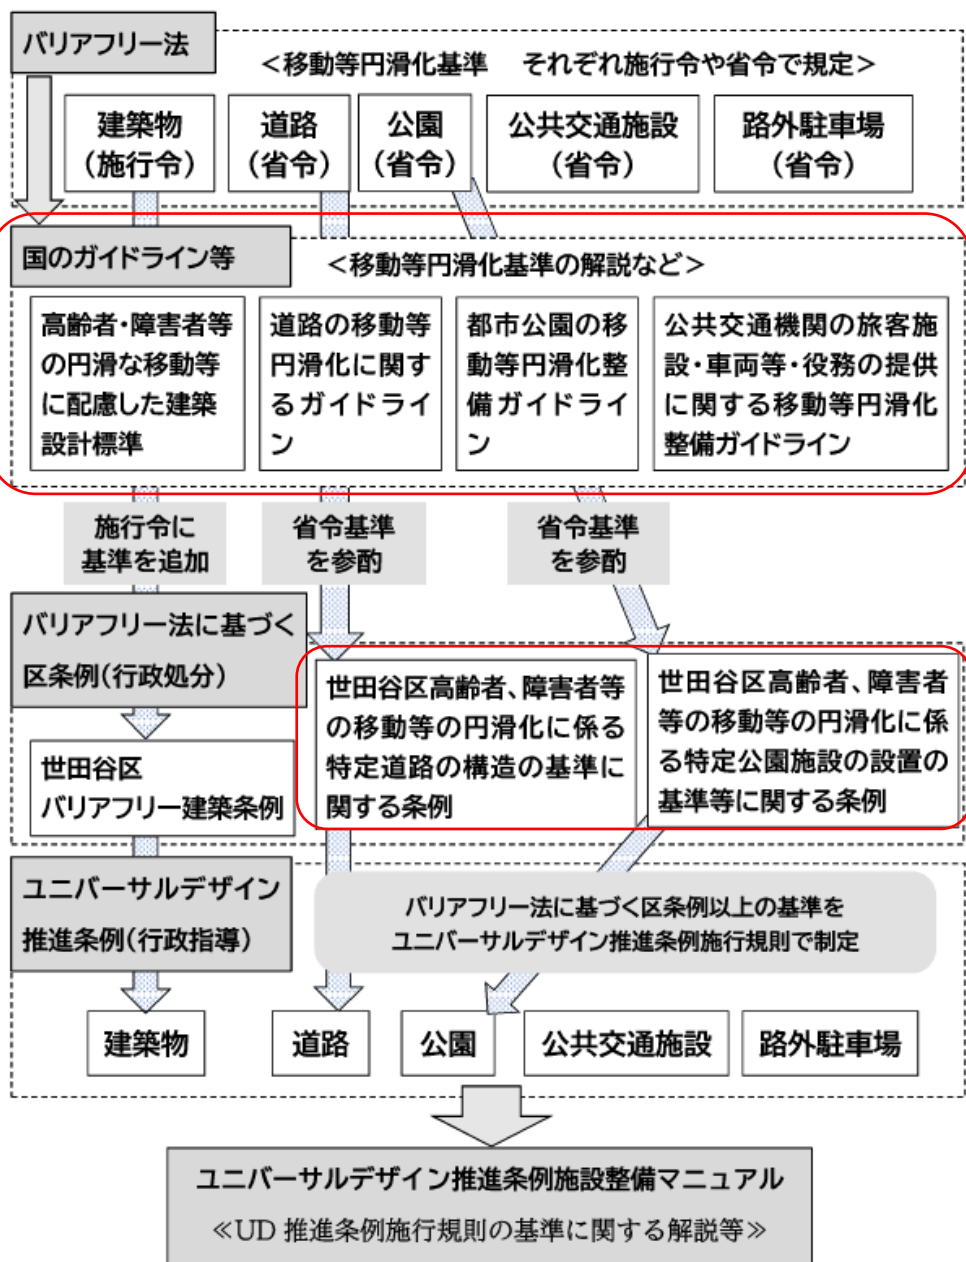 バリアフリー法
＜移動等円滑化基準　それぞれ施行令や省令で規定＞
建築物
（施行令）
道路
（省令）
公園
（省令）
公共交通施設
（省令）
路外駐車場
（省令）
国のガイドライン等
＜移動等円滑化基準の解説など＞
高齢者・障害者等
の円滑な移動等
に配慮した建築
設計標準
道路の移動等
円滑化に関す
るガイドライ
ン
都市公園の移
動等円滑化整
備ガイドライ
ン
公共交通機関の旅客施
設・車両等・役務の提供
に関する移動等円滑化
整備ガイドライン
施行令に
基準を追加
省令基準
を参酌
省令基準
を参酌
バリアフリー法に基づく
区条例（行政処分）
世田谷区
バリアフリー建築条例
世田谷区高齢者、障害者等
の移動等の円滑化に係る
特定道路の構造の基準に
関する条例
世田谷区高齢者、障害者
等の移動等の円滑化に係
る特定公園施設の設置の
基準等に関する条例
ユニバーサルデザイン
推進条例（行政指導）
バリアフリー法に基づく区条例以上の基準を
ユニバーサルデザイン推進条例施行規則で制定
建築物
道路
公園
公共交通施設
路外駐車場
ユニバーサルデザイン推進条例施設整備マニュアル
≪UD 推進条例施行規則の基準に関する解説等≫